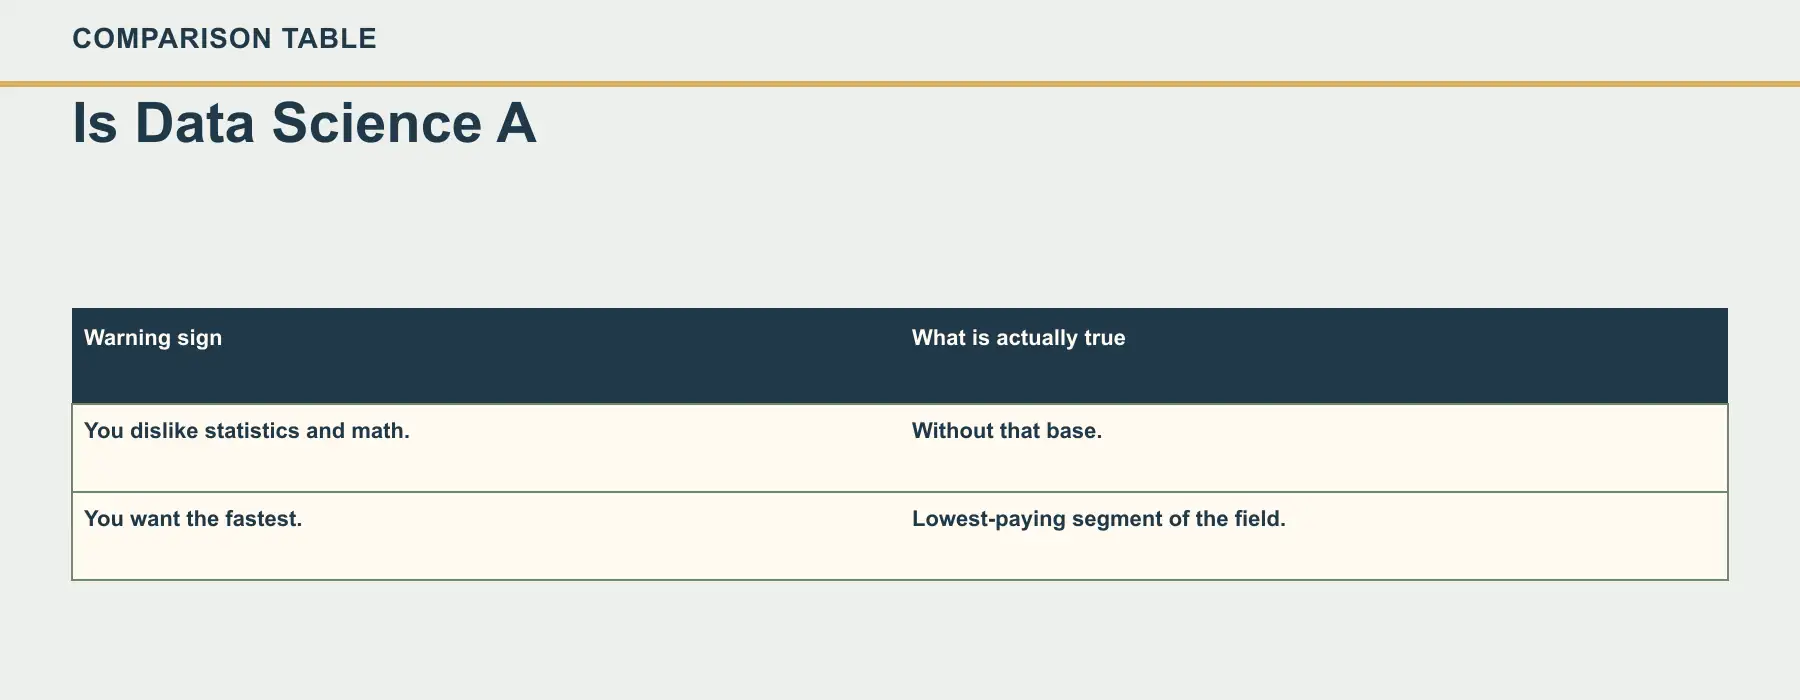 COMPARISON TABLE
Is Data Science A
Warning sign
What is actually true
You dislike statistics and math.
Without that base.
You want the fastest.
Lowest-paying segment of the field.